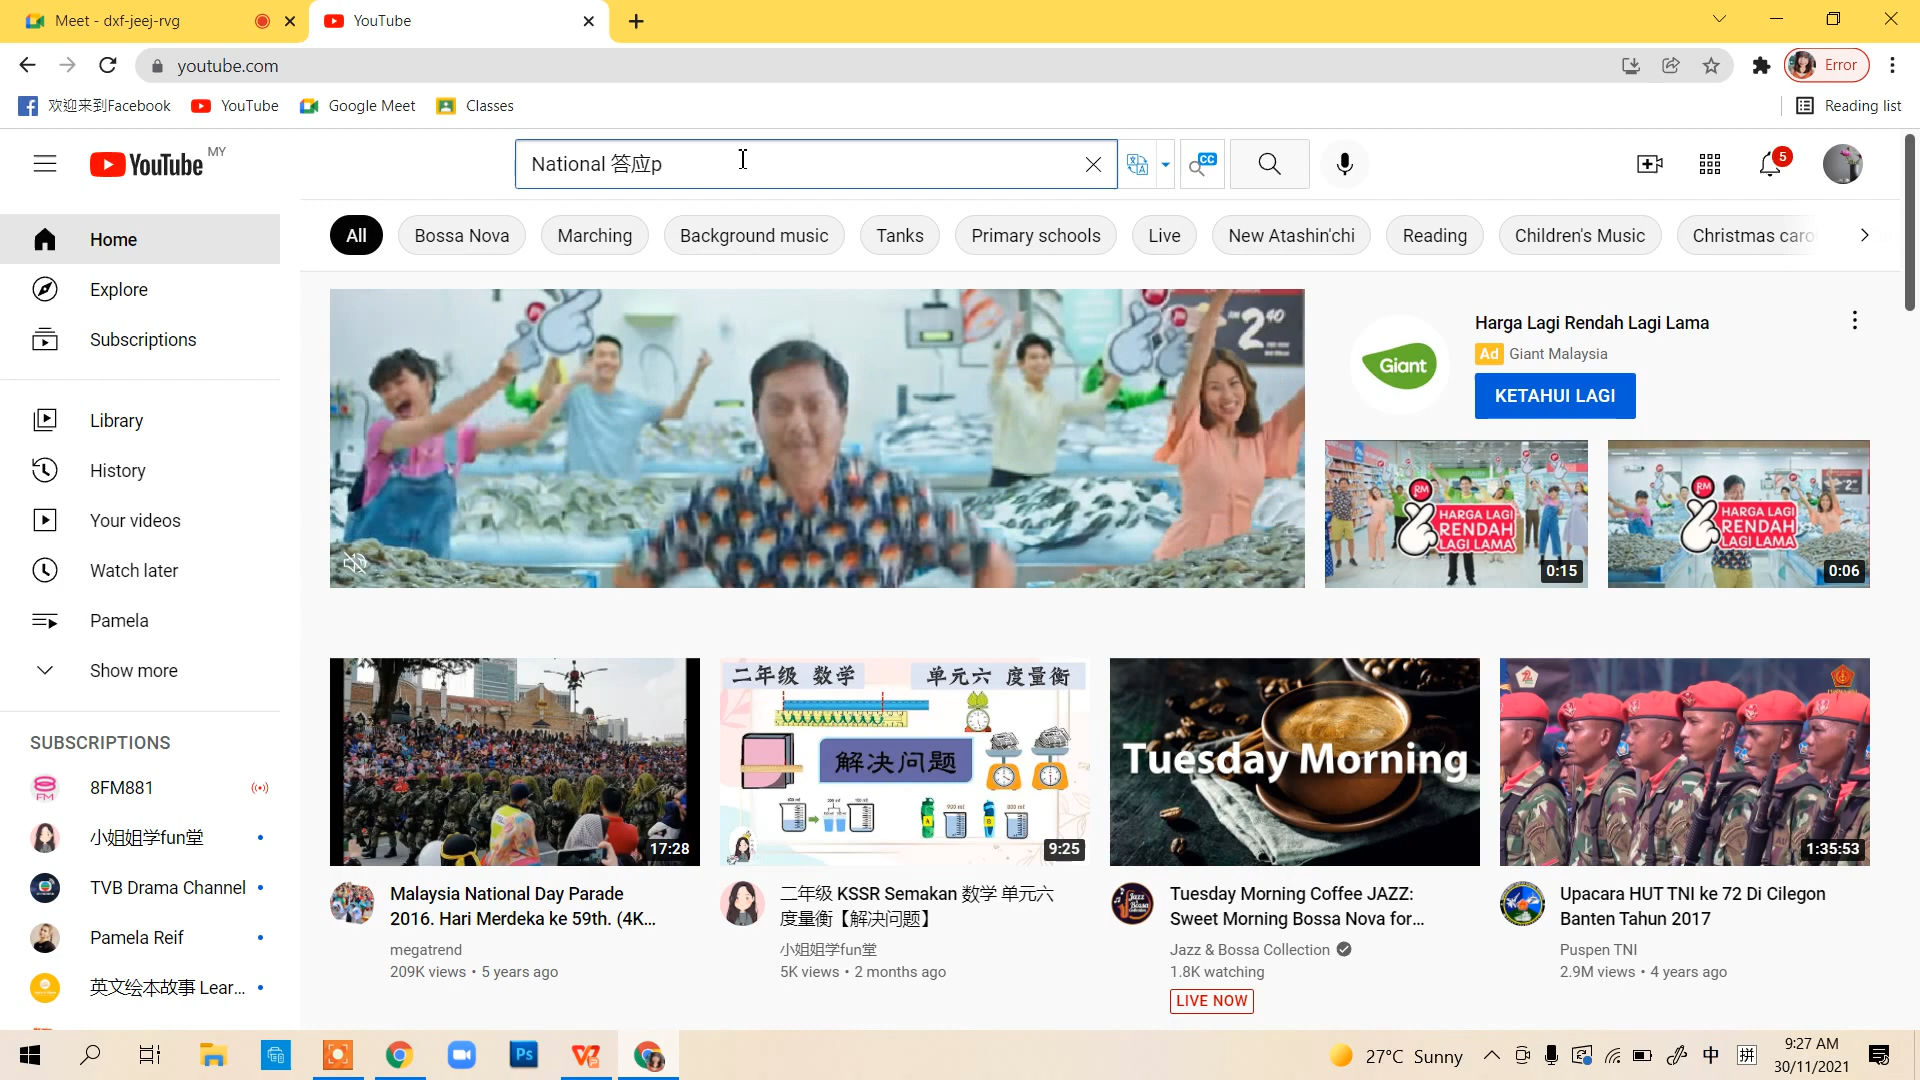 Meet - dxf-jeej-rvg
YouTube
youtube.com
Error
欢迎来到Facebook
YouTube
Google Meet
Classes
Reading list
YouTube MY
National 答应p
CC
5
All
Bossa Nova
Marching
Background music
Tanks
Primary schools
Live
New Atashin'chi
Reading
Children's Music
Christmas caro
Home
Explore
Subscriptions
Library
History
Your videos
Watch later
Pamela
Show more
SUBSCRIPTIONS
8FM881
小姐姐学fun堂
TVB Drama Channel
Pamela Reif
英文绘本故事 Lear...
2.40
Giant
Harga Lagi Rendah Lagi Lama
Ad Giant Malaysia
KETAHUI LAGI
RM
HARGA LAGI
RENDAH
LAGI LAMA
0:15
RM
HARGA LAGI
RENDAH
LAGI LAMA
0:06
17:28
Malaysia National Day Parade
2016. Hari Merdeka ke 59th. (4K...
megatrend
209K views • 5 years ago
二年级 数学
单元六 度量衡
解决问题
9:25
二年级 KSSR Semakan 数学 单元六
度量衡【解决问题】
小姐姐学fun堂
5K views • 2 months ago
Tuesday Morning
Tuesday Morning Coffee JAZZ:
Sweet Morning Bossa Nova for...
Jazz & Bossa Collection
1.8K watching
LIVE NOW
1:35:53
Upacara HUT TNI ke 72 Di Cilegon
Banten Tahun 2017
Puspen TNI
2.9M views • 4 years ago
Ps
27°C Sunny
中
拼
9:27 AM
30/11/2021